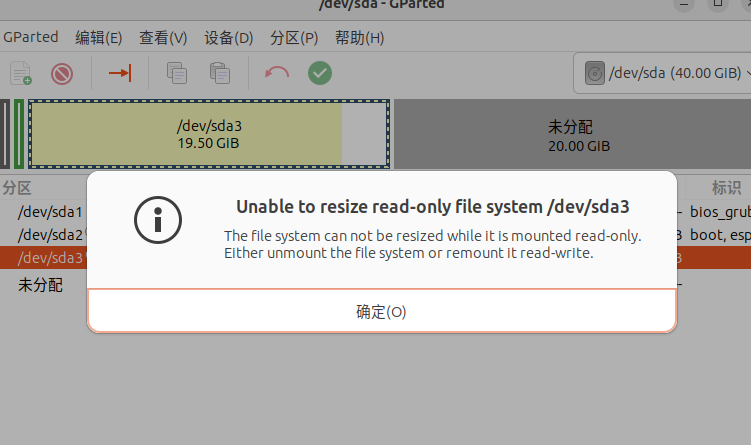 /dev/sda - GParted
GParted 编辑(E) 查看(V) 设备(D) 分区(P) 帮助(H)
/dev/sda (40.00 GiB)
/dev/sda3
19.50 GiB
未分配
20.00 GiB
分区 标识
/dev/sda1 bios_grub
/dev/sda2 boot, esp
/dev/sda3
未分配
Unable to resize read-only file system /dev/sda3
The file system can not be resized while it is mounted read-only.
Either unmount the file system or remount it read-write.
确定(O)